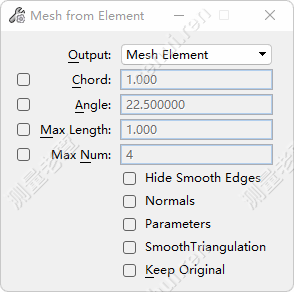 Mesh from Element
Output: Mesh Element
Chord: 1.000
Angle: 22.500000
Max Length: 1.000
Max Num: 4
Hide Smooth Edges
Normals
Parameters
SmoothTriangulation
Keep Original